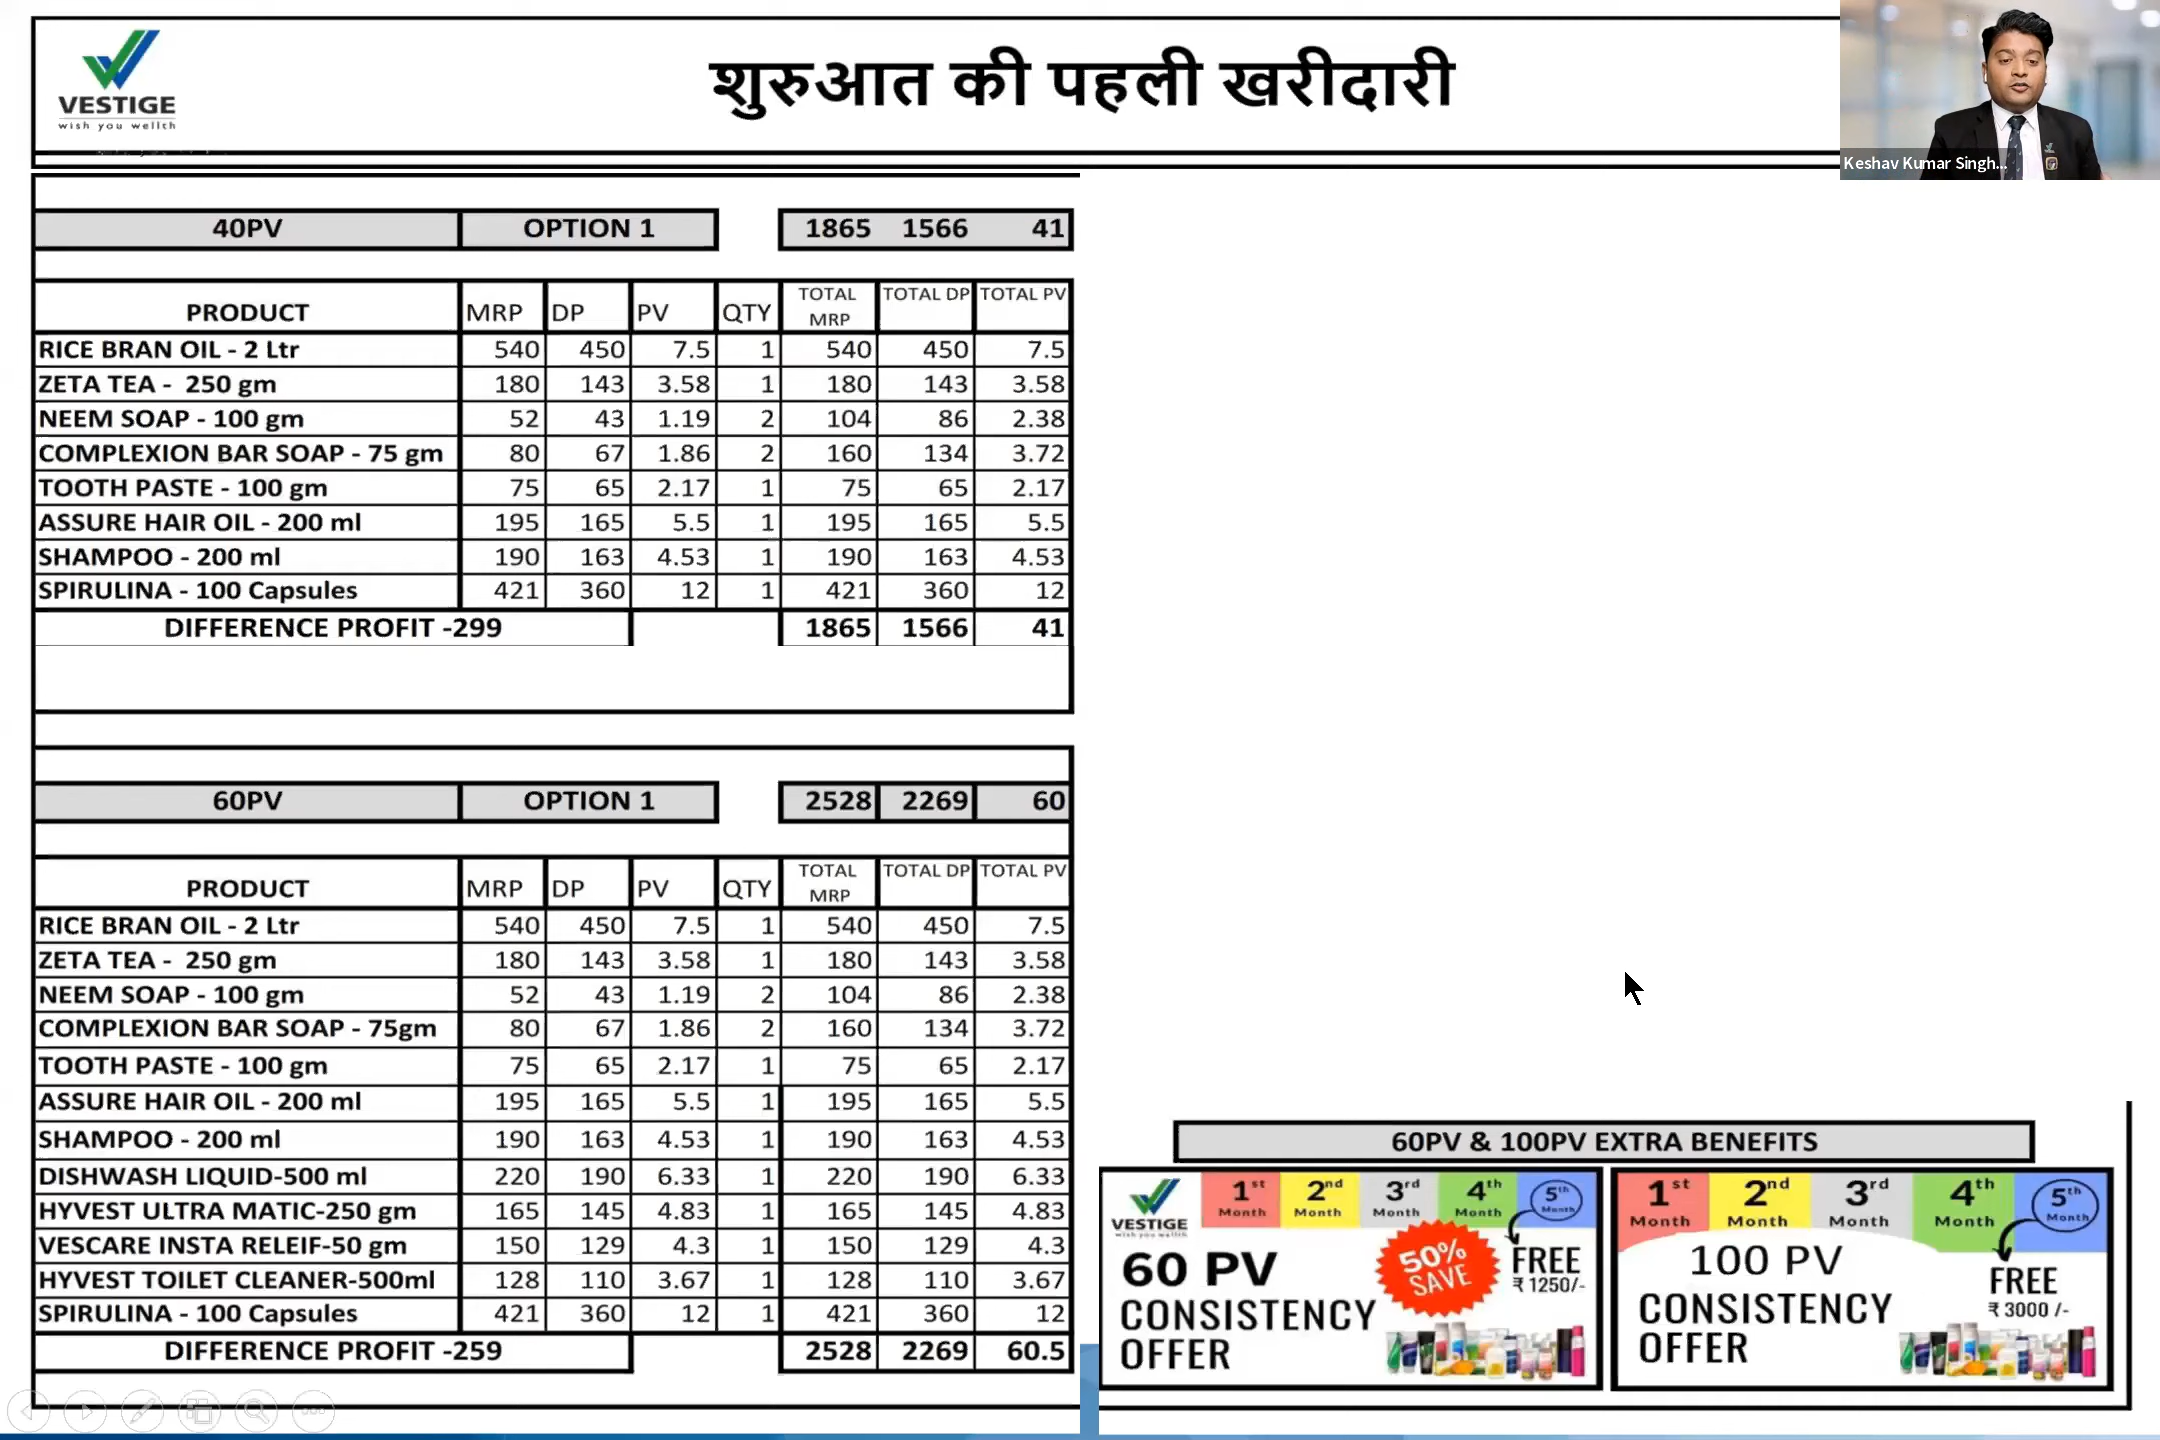 VESTIGE
wish you wellth
शुरुआत की पहली खरीदारी
Keshav Kumar Singh...
40PV OPTION 1 1865 1566 41
PRODUCT MRP DP PV QTY TOTAL MRP TOTAL DP TOTAL PV
RICE BRAN OIL - 2 Ltr 540 450 7.5 1 540 450 7.5
ZETA TEA - 250 gm 180 143 3.58 1 180 143 3.58
NEEM SOAP - 100 gm 52 43 1.19 2 104 86 2.38
COMPLEXION BAR SOAP - 75 gm 80 67 1.86 2 160 134 3.72
TOOTH PASTE - 100 gm 75 65 2.17 1 75 65 2.17
ASSURE HAIR OIL - 200 ml 195 165 5.5 1 195 165 5.5
SHAMPOO - 200 ml 190 163 4.53 1 190 163 4.53
SPIRULINA - 100 Capsules 421 360 12 1 421 360 12
DIFFERENCE PROFIT -299 1865 1566 41
60PV OPTION 1 2528 2269 60
PRODUCT MRP DP PV QTY TOTAL MRP TOTAL DP TOTAL PV
RICE BRAN OIL - 2 Ltr 540 450 7.5 1 540 450 7.5
ZETA TEA - 250 gm 180 143 3.58 1 180 143 3.58
NEEM SOAP - 100 gm 52 43 1.19 2 104 86 2.38
COMPLEXION BAR SOAP - 75gm 80 67 1.86 2 160 134 3.72
TOOTH PASTE - 100 gm 75 65 2.17 1 75 65 2.17
ASSURE HAIR OIL - 200 ml 195 165 5.5 1 195 165 5.5
SHAMPOO - 200 ml 190 163 4.53 1 190 163 4.53
DISHWASH LIQUID-500 ml 220 190 6.33 1 220 190 6.33
HYVEST ULTRA MATIC-250 gm 165 145 4.83 1 165 145 4.83
VESCARE INSTA RELEIF-50 gm 150 129 4.3 1 150 129 4.3
HYVEST TOILET CLEANER-500ml 128 110 3.67 1 128 110 3.67
SPIRULINA - 100 Capsules 421 360 12 1 421 360 12
DIFFERENCE PROFIT -259 2528 2269 60.5
60PV & 100PV EXTRA BENEFITS
VESTIGE
wish you wellth
1st Month 2nd Month 3rd Month 4th Month 5th Month
60 PV
CONSISTENCY
OFFER
50%
SAVE
FREE
₹ 1250/-
1st Month 2nd Month 3rd Month 4th Month 5th Month
100 PV
CONSISTENCY
OFFER
FREE
₹ 3000 /-